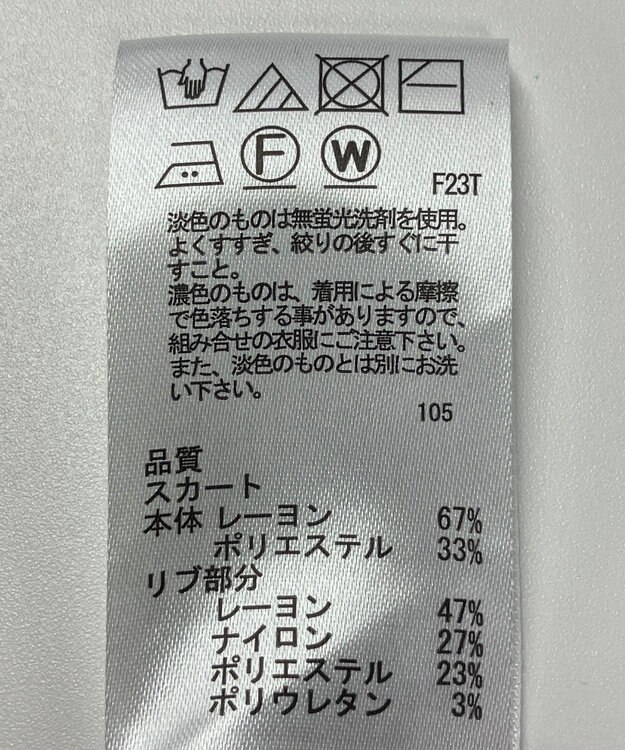 F W F23T
淡色のものは無蛍光洗剤を使用。
よくすすぎ、絞りの後すぐに干
すこと。
濃色のものは、着用による摩擦
で色落ちする事がありますので、
組み合せの衣服にご注意下さい。
また、淡色のものとは別にお洗
い下さい。
105
品質
スカート
本体 レーヨン 67%
ポリエステル 33%
リブ部分
レーヨン 47%
ナイロン 27%
ポリエステル 23%
ポリウレタン 3%